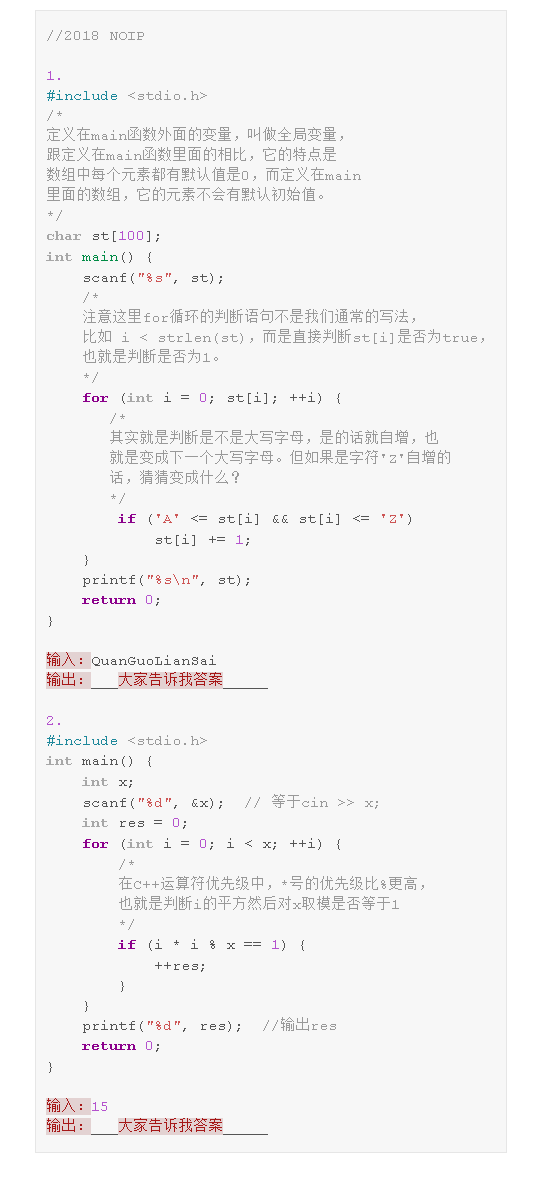 //2018 NOIP
1.
#include <stdio.h>
/*
定义在main函数外面的变量，叫做全局变量，
跟定义在main函数里面的相比，它的特点是
数组中每个元素都有默认值是0，而定义在main
里面的数组，它的元素不会有默认初始值。
*/
char st[100];
int main() {
scanf("%s", st);
/*
注意这里for循环的判断语句不是我们通常的写法，
比如 i < strlen(st)，而是直接判断st[i]是否为true，
也就是判断是否为1。
*/
for (int i = 0; st[i]; ++i) {
/*
其实就是判断是不是大写字母，是的话就自增，也
就是变成下一个大写字母。但如果是字符'Z'自增的
话，猜猜变成什么？
*/
if ('A' <= st[i] && st[i] <= 'Z')
st[i] += 1;
}
printf("%s\n", st);
return 0;
}
输入：QuanGuoLianSai
输出：___大家告诉我答案_____
2.
#include <stdio.h>
int main() {
int x;
scanf("%d", &x);  // 等于cin >> x;
int res = 0;
for (int i = 0; i < x; ++i) {
/*
在C++运算符优先级中，*号的优先级比%更高，
也就是判断i的平方然后对x取模是否等于1
*/
if (i * i % x == 1) {
++res;
}
}
printf("%d", res);  //输出res
return 0;
}
输入：15
输出：___大家告诉我答案_____